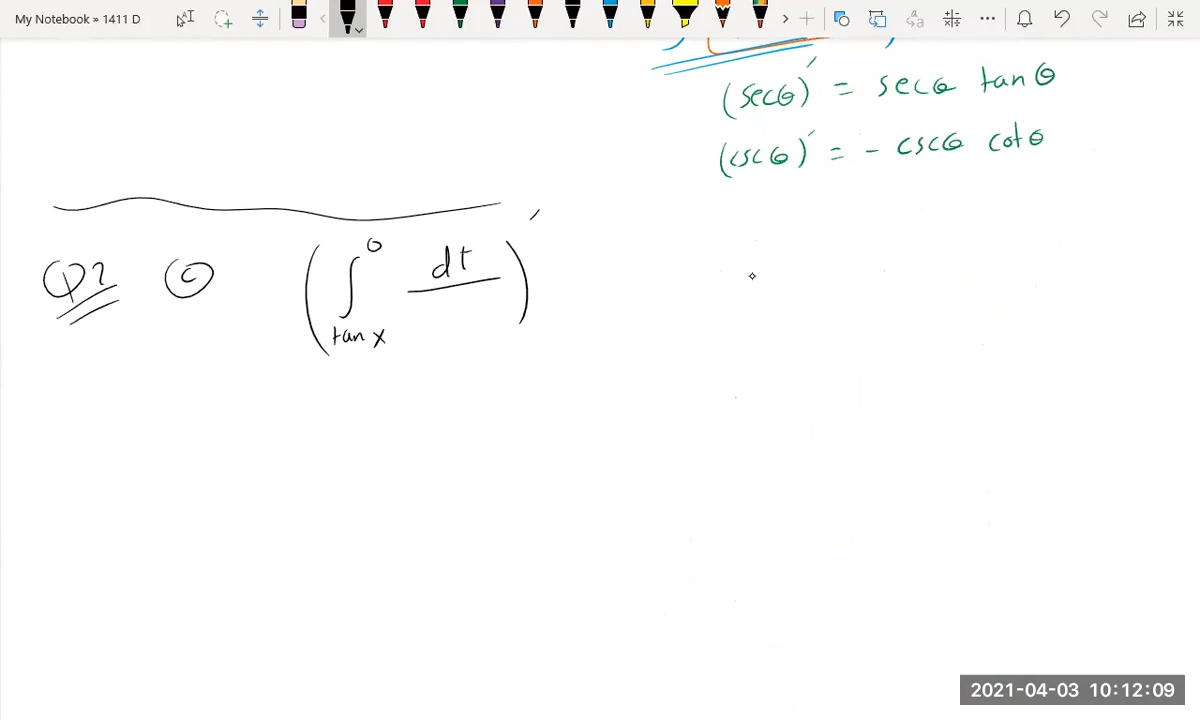 My Notebook » 1411 D
(secθ)′ = secθ tanθ
(cscθ)′ = - cscθ cotθ
Q2 ⓒ (∫_{tan x}^{0} dt/ )′
2021-04-03 10:12:09